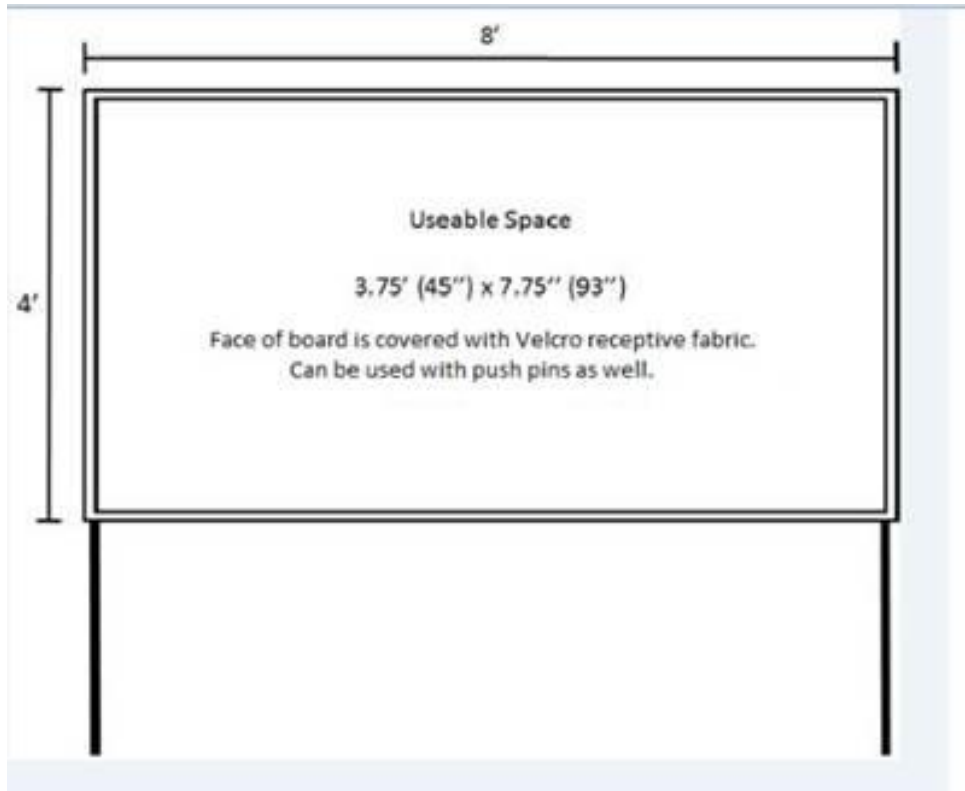 8′
4′
Useable Space
3.75′ (45′′) x 7.75′′ (93′′)
Face of board is covered with Velcro receptive fabric.
Can be used with push pins as well.